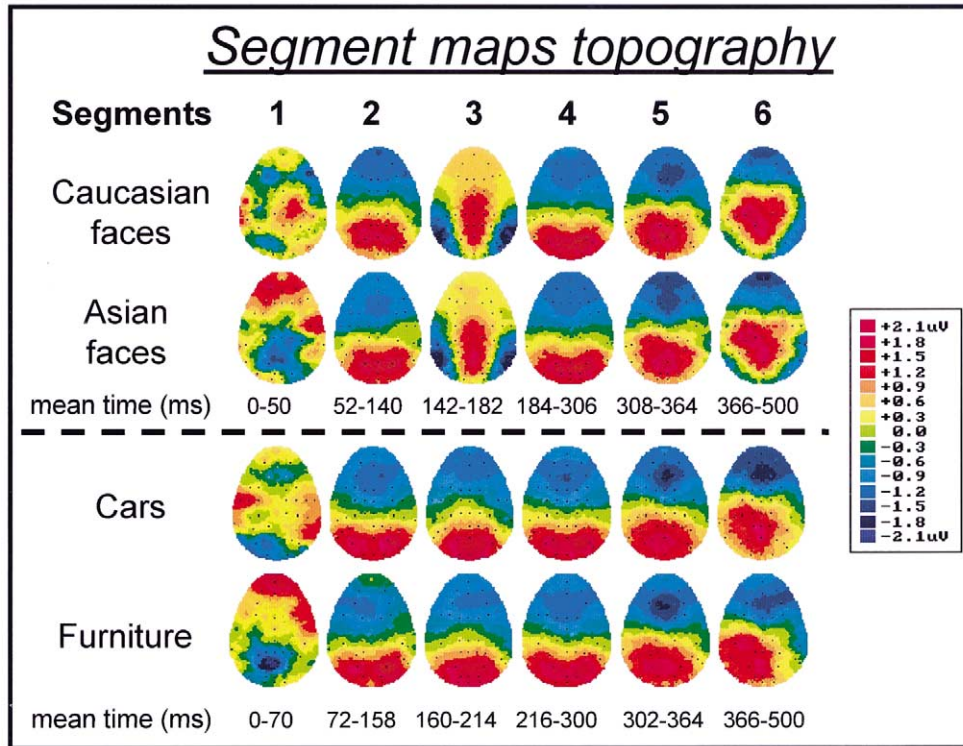 Segment maps topography
Segments 1 2 3 4 5 6
Caucasian
faces
Asian
faces
mean time (ms) 0-50 52-140 142-182 184-306 308-364 366-500
Cars
Furniture
mean time (ms) 0-70 72-158 160-214 216-300 302-364 366-500
+2.1uV
+1.8
+1.5
+1.2
+0.9
+0.6
+0.3
0.0
-0.3
-0.6
-0.9
-1.2
-1.5
-1.8
-2.1uV